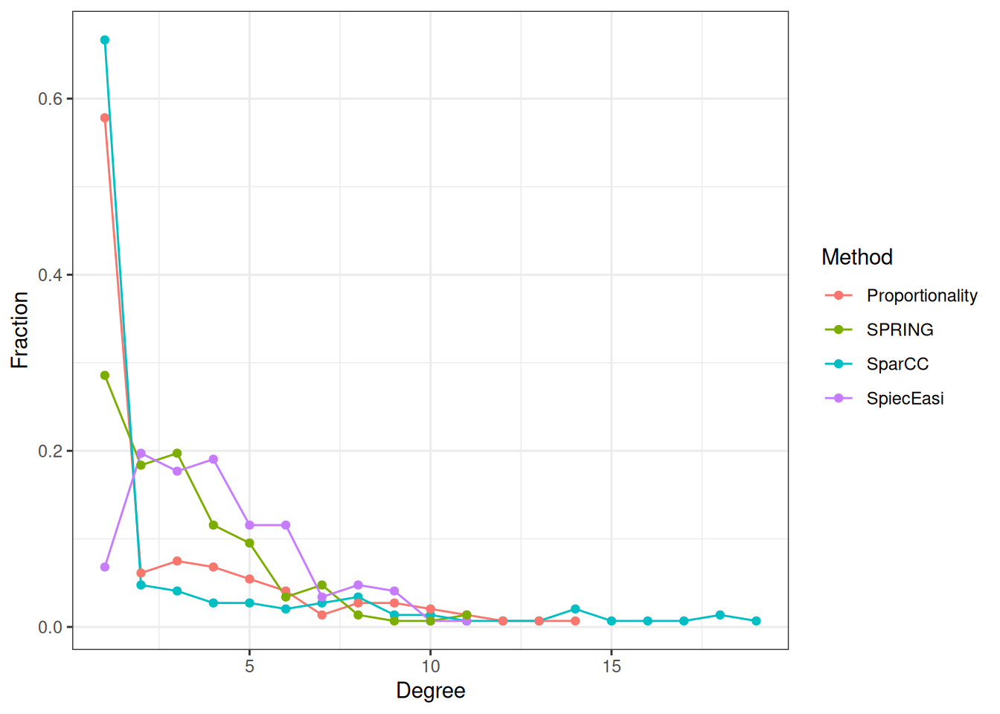 0.6
0.4
0.2
0.0
Fraction
5
10
15
Degree
Method
Proportionality
SPRING
SparCC
SpiecEasi